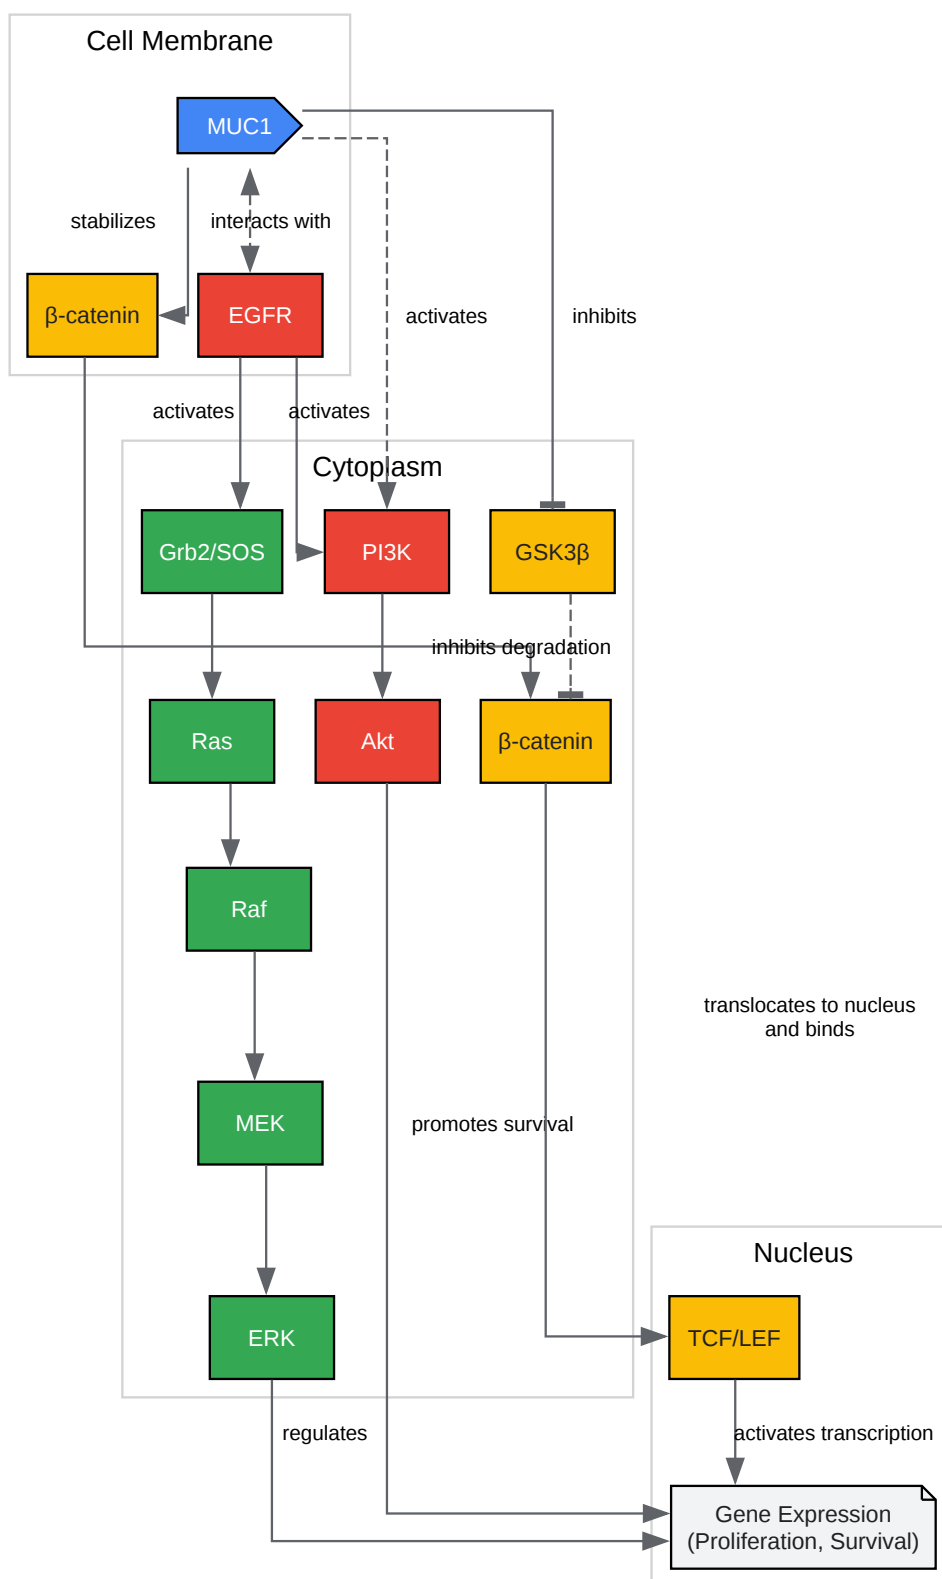 Cell Membrane
MUC1
stabilizes
interacts with
β-catenin
EGFR
activates
inhibits
activates
activates
Cytoplasm
Grb2/SOS
PI3K
GSK3β
inhibits degradation
Ras
Akt
β-catenin
Raf
translocates to nucleus
and binds
MEK
promotes survival
Nucleus
ERK
TCF/LEF
regulates
activates transcription
Gene Expression
(Proliferation, Survival)